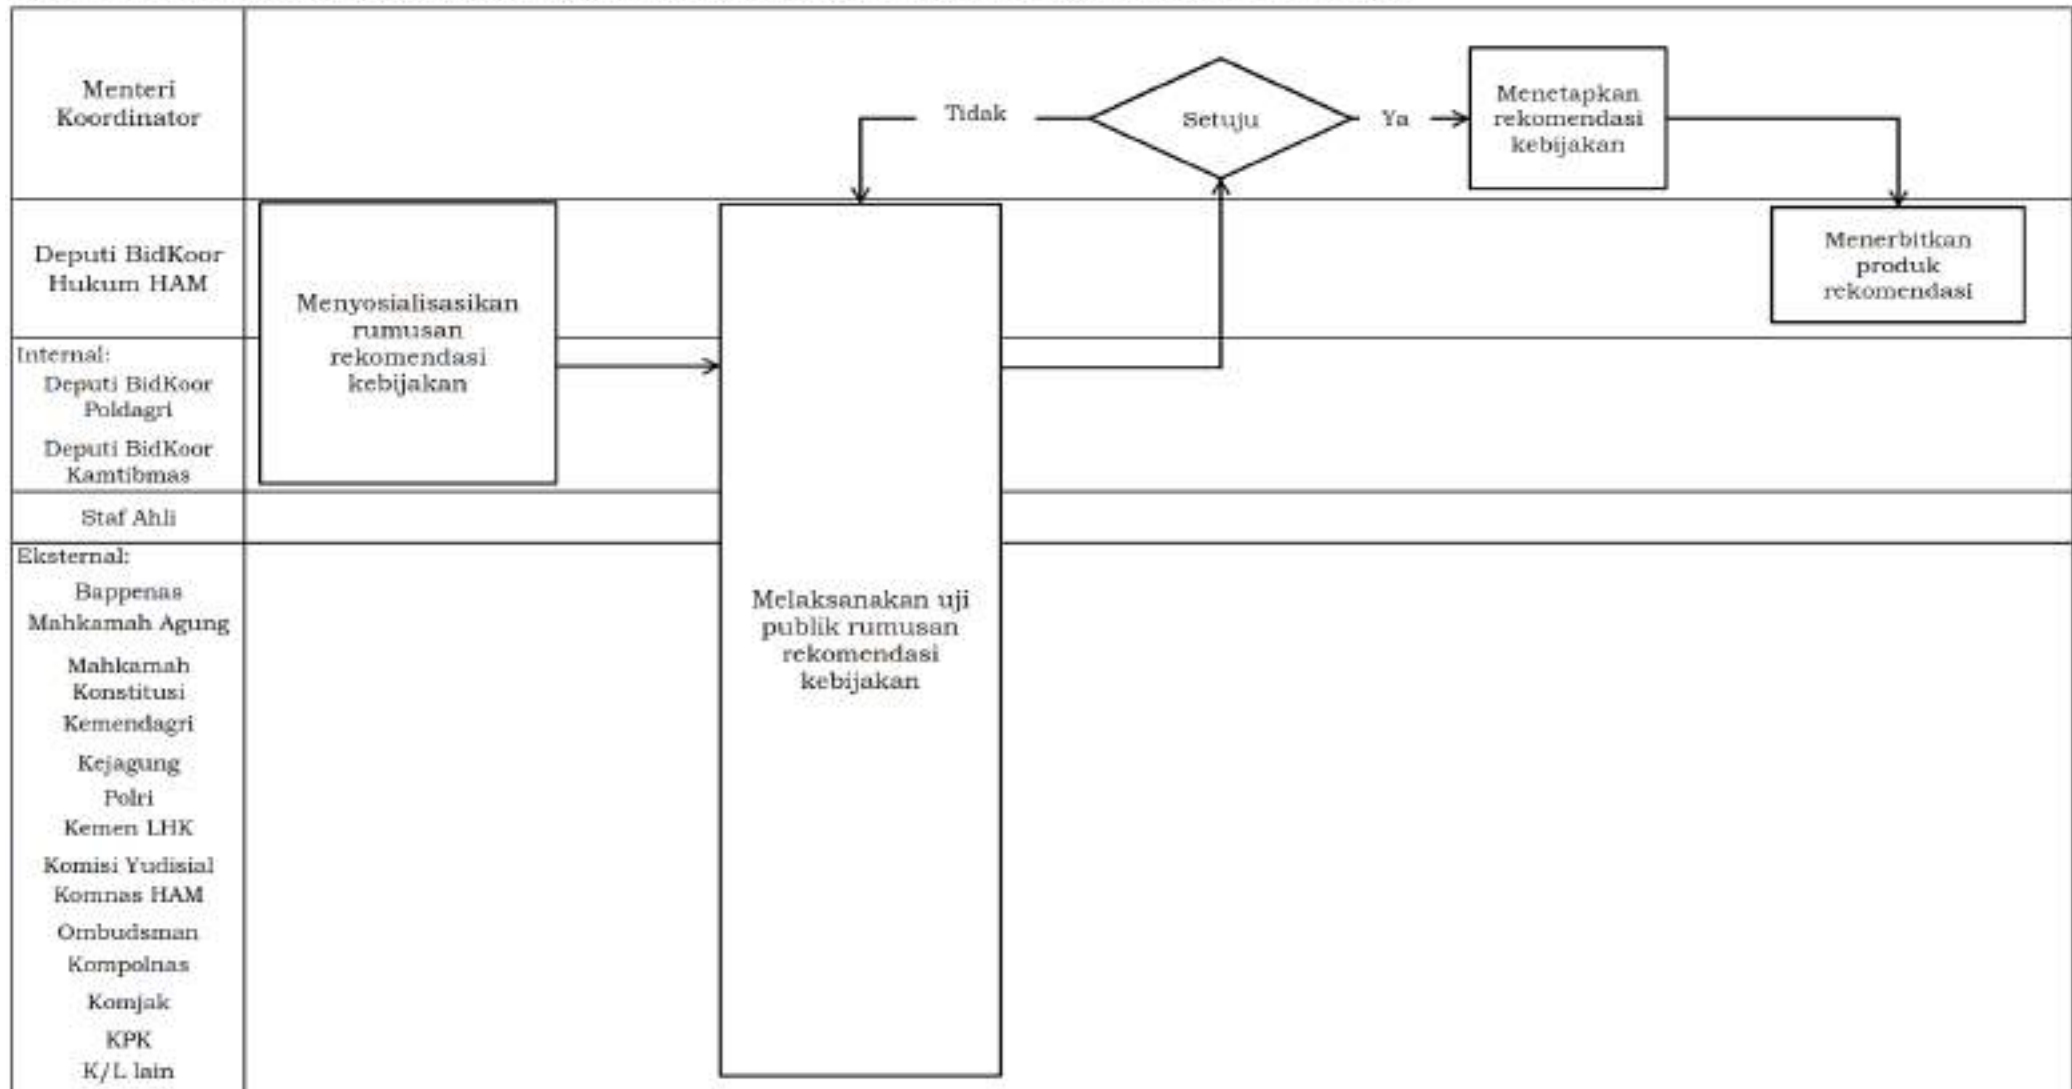 Menteri
Koordinator
Tidak
Setuju
Ya
Menetapkan
rekomendasi
kebijakan
Deputi BidKoor
Hukum HAM
Menyosialisasikan
rumusan
rekomendasi
kebijakan
Menerbitkan
produk
rekomendasi
Internal:
Deputi BidKoor
Poldagri
Deputi BidKoor
Kamtibmas
Staf Ahli
Eksternal:
Bappenas
Mahkamah Agung
Mahkamah
Konstitusi
Kemendagri
Kejagung
Polri
Kemen LHK
Komisi Yudisial
Komnas HAM
Ombudsman
Kompolnas
Komjak
KPK
K/L lain
Melaksanakan uji
publik rumusan
rekomendasi
kebijakan